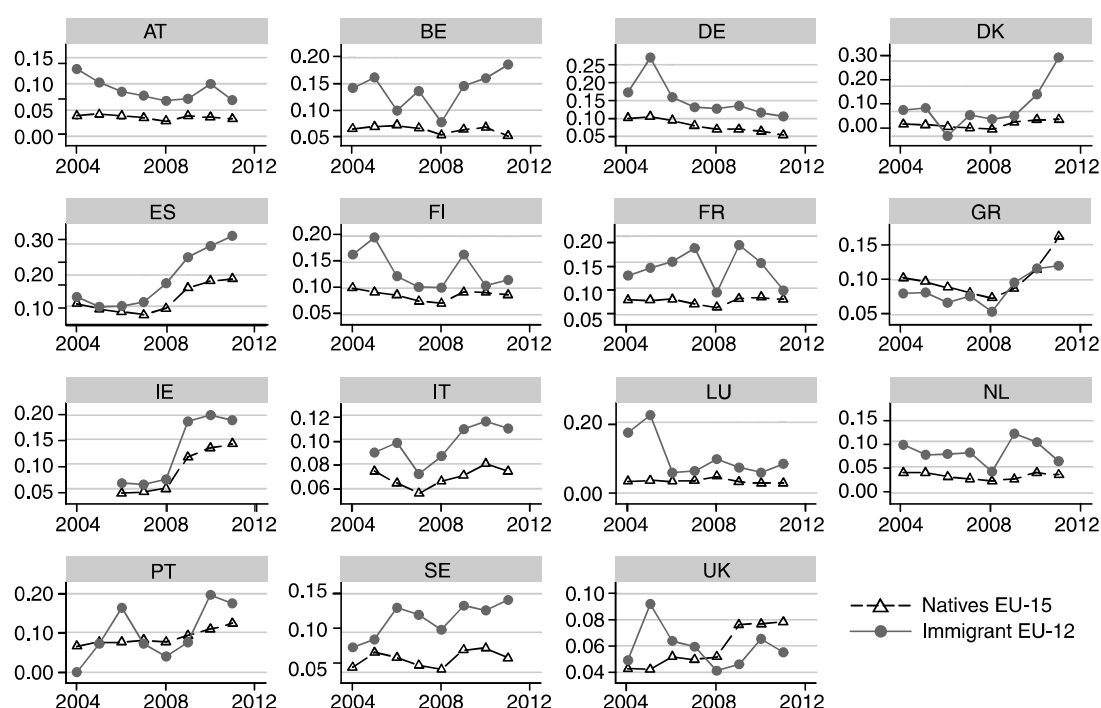 AT BE DE DK
0.15 0.20 0.25 0.30
0.10 0.15 0.20 0.20
0.05 0.10 0.15 0.10
0.00 0.05 0.10 0.00
0.05
2004 2008 2012 2004 2008 2012 2004 2008 2012 2004 2008 2012
ES FI FR GR
0.30 0.20 0.20 0.15
0.20 0.15 0.15 0.10
0.10 0.10 0.10 0.05
0.05 0.05
2004 2008 2012 2004 2008 2012 2004 2008 2012 2004 2008 2012
IE IT LU NL
0.20 0.12 0.20 0.15
0.15 0.10 0.00 0.10
0.10 0.08 0.05
0.05 0.06 0.00
2004 2008 2012 2004 2008 2012 2004 2008 2012 2004 2008 2012
PT SE UK
0.20 0.15 0.10
0.10 0.10 0.08
0.00 0.05 0.06
0.04
2004 2008 2012 2004 2008 2012 2004 2008 2012
Natives EU-15
Immigrant EU-12